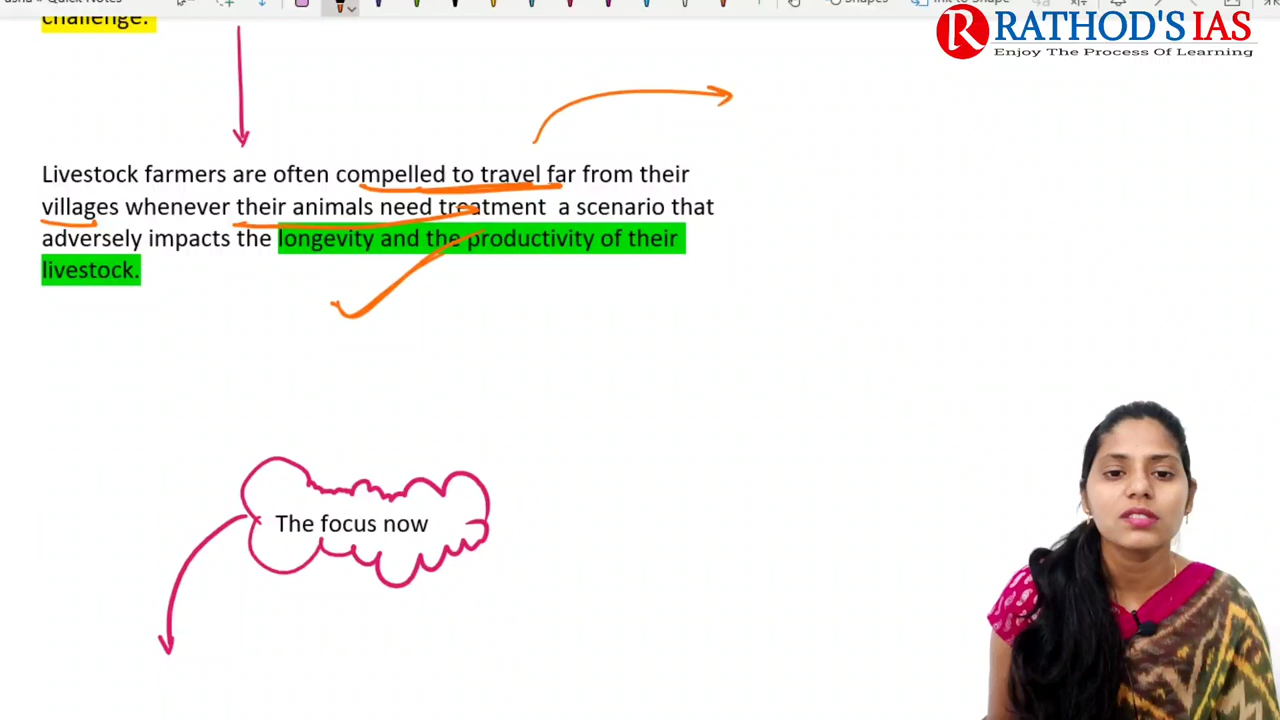 challenge.
RATHOD'S IAS
Enjoy The Process Of Learning
Livestock farmers are often compelled to travel far from their
villages whenever their animals need treatment a scenario that
adversely impacts the longevity and the productivity of their
livestock.
The focus now